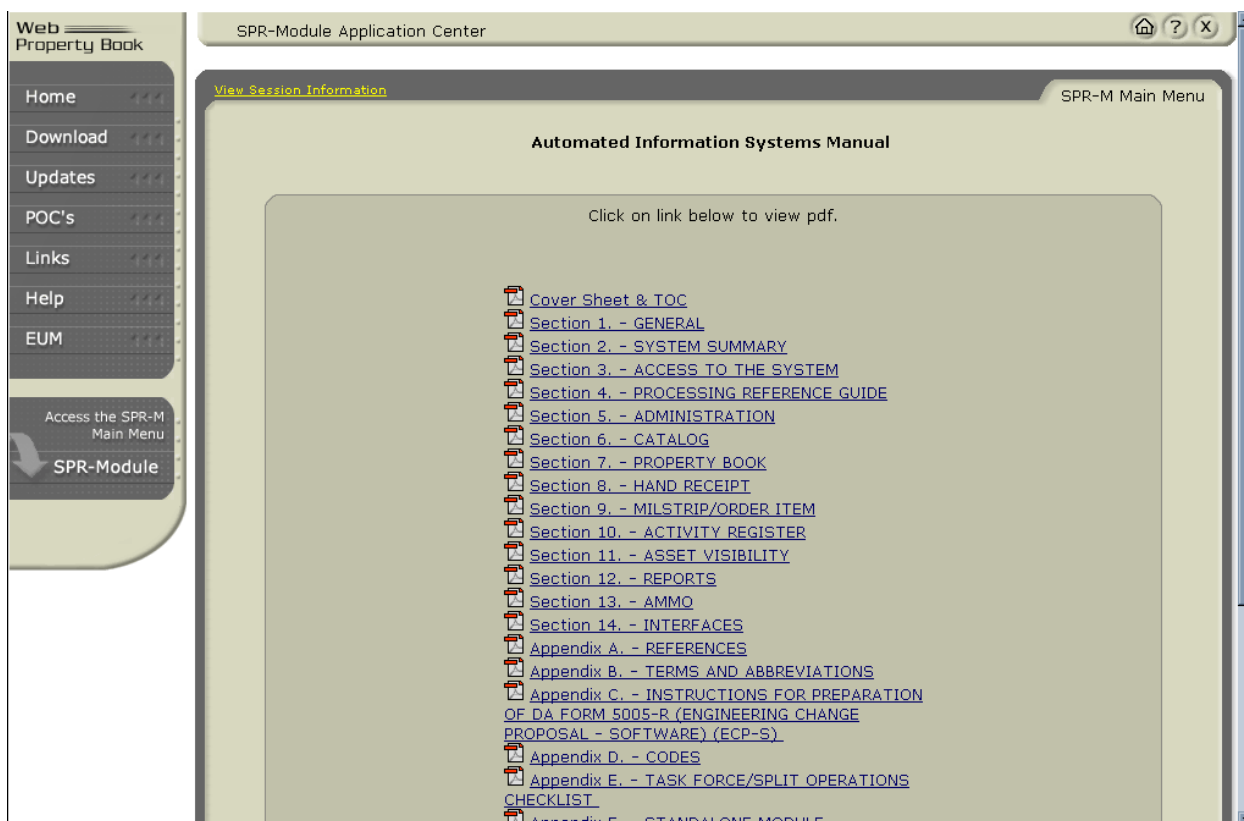 Web
Property Book
SPR-Module Application Center
Home
Download
Updates
POC's
Links
Help
EUM
Access the SPR-M
Main Menu
SPR-Module
View Session Information
SPR-M Main Menu
Automated Information Systems Manual
Click on link below to view pdf.
Cover Sheet & TOC
Section 1. - GENERAL
Section 2. - SYSTEM SUMMARY
Section 3. - ACCESS TO THE SYSTEM
Section 4. - PROCESSING REFERENCE GUIDE
Section 5. - ADMINISTRATION
Section 6. - CATALOG
Section 7. - PROPERTY BOOK
Section 8. - HAND RECEIPT
Section 9. - MILSTRIP/ORDER ITEM
Section 10. - ACTIVITY REGISTER
Section 11. - ASSET VISIBILITY
Section 12. - REPORTS
Section 13. - AMMO
Section 14. - INTERFACES
Appendix A. - REFERENCES
Appendix B. - TERMS AND ABBREVIATIONS
Appendix C. - INSTRUCTIONS FOR PREPARATION
OF DA FORM 5005-R (ENGINEERING CHANGE
PROPOSAL - SOFTWARE) (ECP-S)
Appendix D. - CODES
Appendix E. - TASK FORCE/SPLIT OPERATIONS
CHECKLIST
Appendix F. - STANDALONE MODULE